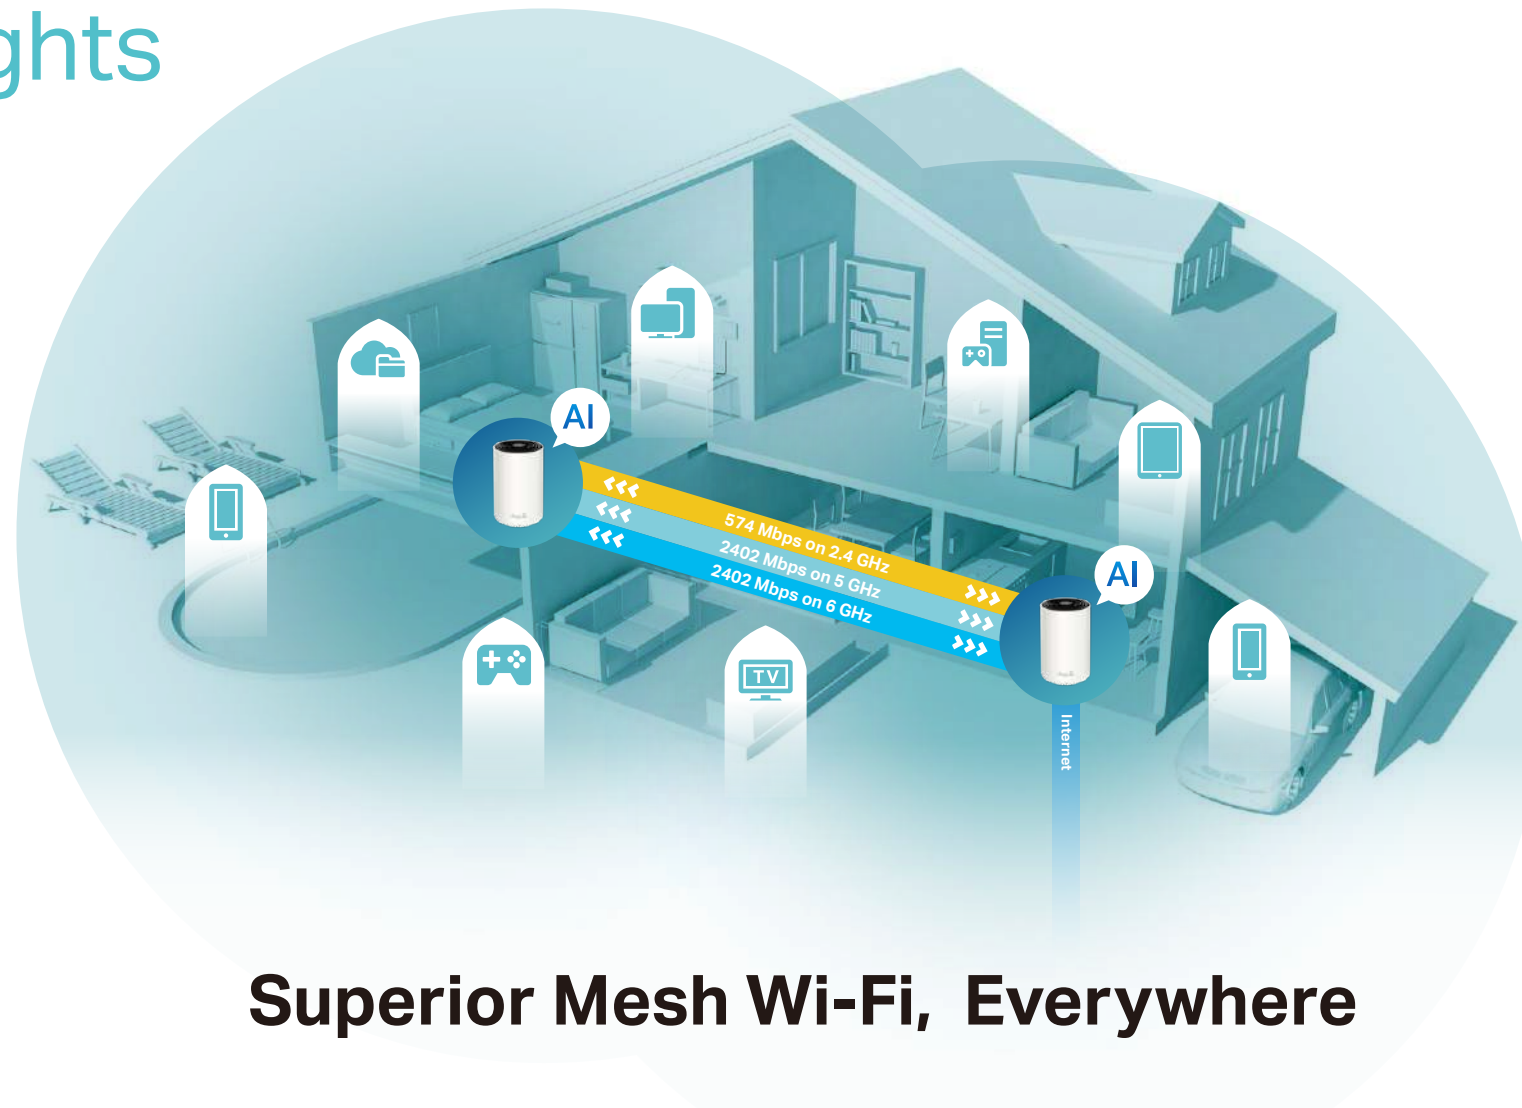 ghts
AI
574 Mbps on 2.4 GHz
2402 Mbps on 5 GHz
2402 Mbps on 6 GHz
AI
TV
Internet
Superior Mesh Wi-Fi, Everywhere